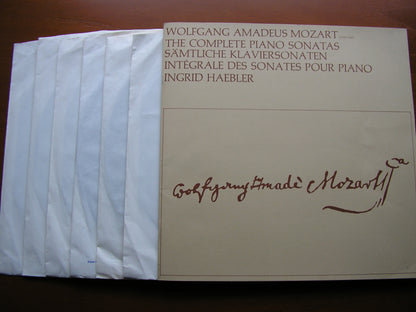 WOLFGANG AMADEUS MOZART
THE COMPLETE PIANO SONATAS
SÄMTLICHE KLAVIERSONATEN
INTÉGRALE DES SONATES POUR PIANO
INGRID HAEBLER
Wolfgang Amadè Mozart